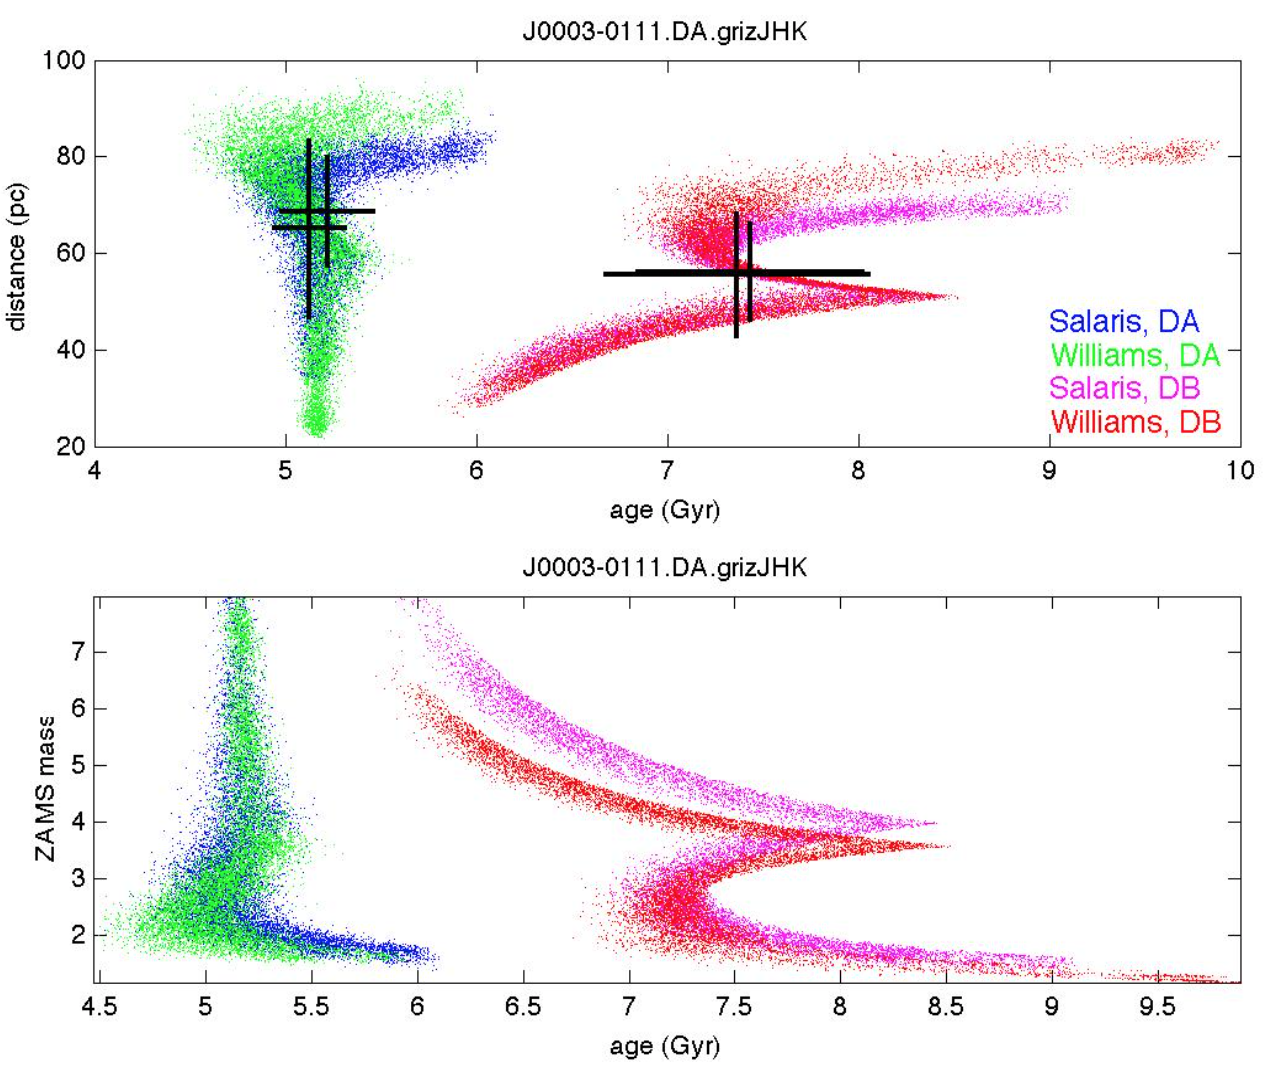 J0003-0111.DA.grizJHK
100
80
60
40
20
distance (pc)
Salaris, DA
Williams, DA
Salaris, DB
Williams, DB
4 5 6 7 8 9 10
age (Gyr)
J0003-0111.DA.grizJHK
7
6
5
4
3
2
ZAMS mass
4.5 5 5.5 6 6.5 7 7.5 8 8.5 9 9.5
age (Gyr)